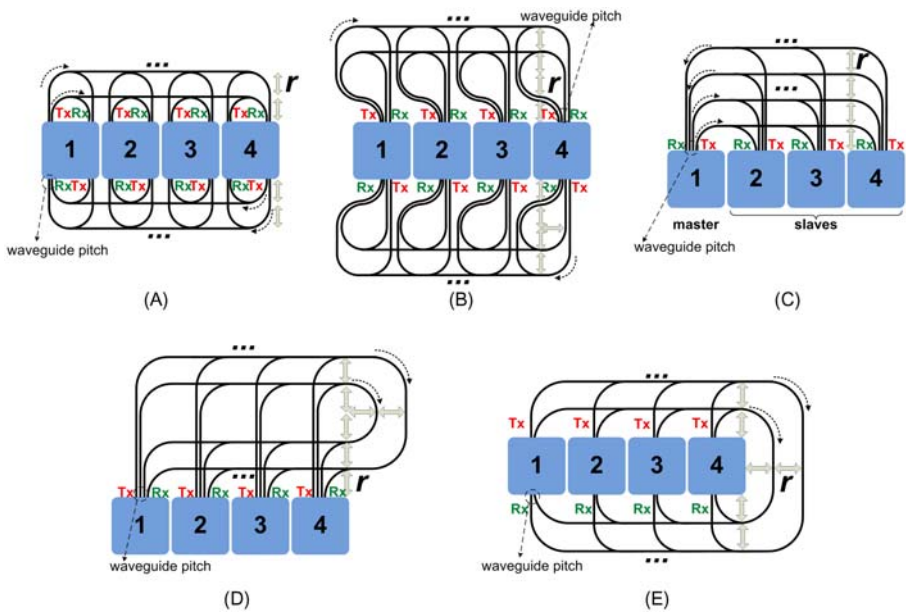 ...
r
TxRx TxRx TxRx TxRx
1 2 3 4
RxTx RxTx RxTx RxTx
...
waveguide pitch
(A)
waveguide pitch
...
r
Tx Rx Tx Rx Tx Rx Tx Rx
1 2 3 4
Rx Tx Rx Tx Rx Tx Rx Tx
...
(B)
...
r
...
Rx Tx Rx Tx Rx Tx Rx Tx
1 2 3 4
master slaves
waveguide pitch
(C)
...
...
r
Tx Rx Tx Rx Tx Rx Tx Rx
1 2 3 4
waveguide pitch
(D)
...
Tx Tx Tx Tx
1 2 3 4
r
Rx Rx Rx Rx
...
waveguide pitch
(E)